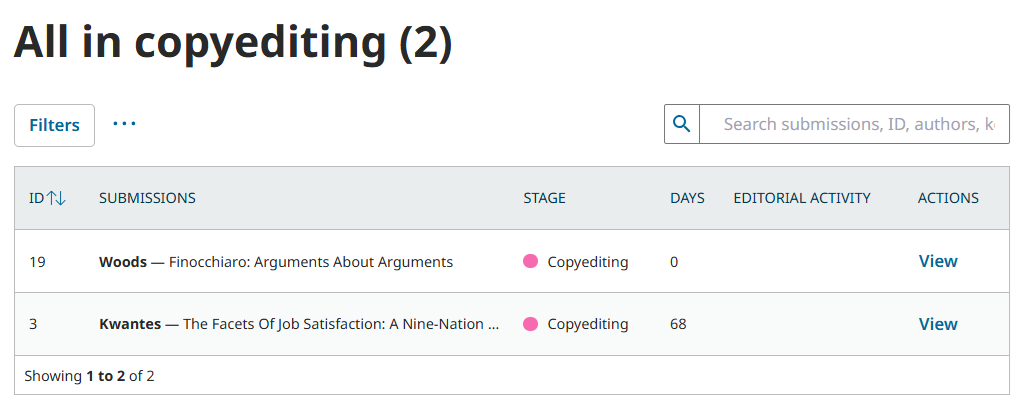 All in copyediting (2)
Filters ... Search submissions, ID, authors, k
ID↑↓ SUBMISSIONS STAGE DAYS EDITORIAL ACTIVITY ACTIONS
19 Woods — Finocchiaro: Arguments About Arguments Copyediting 0 View
3 Kwantes — The Facets Of Job Satisfaction: A Nine-Nation ... Copyediting 68 View
Showing 1 to 2 of 2